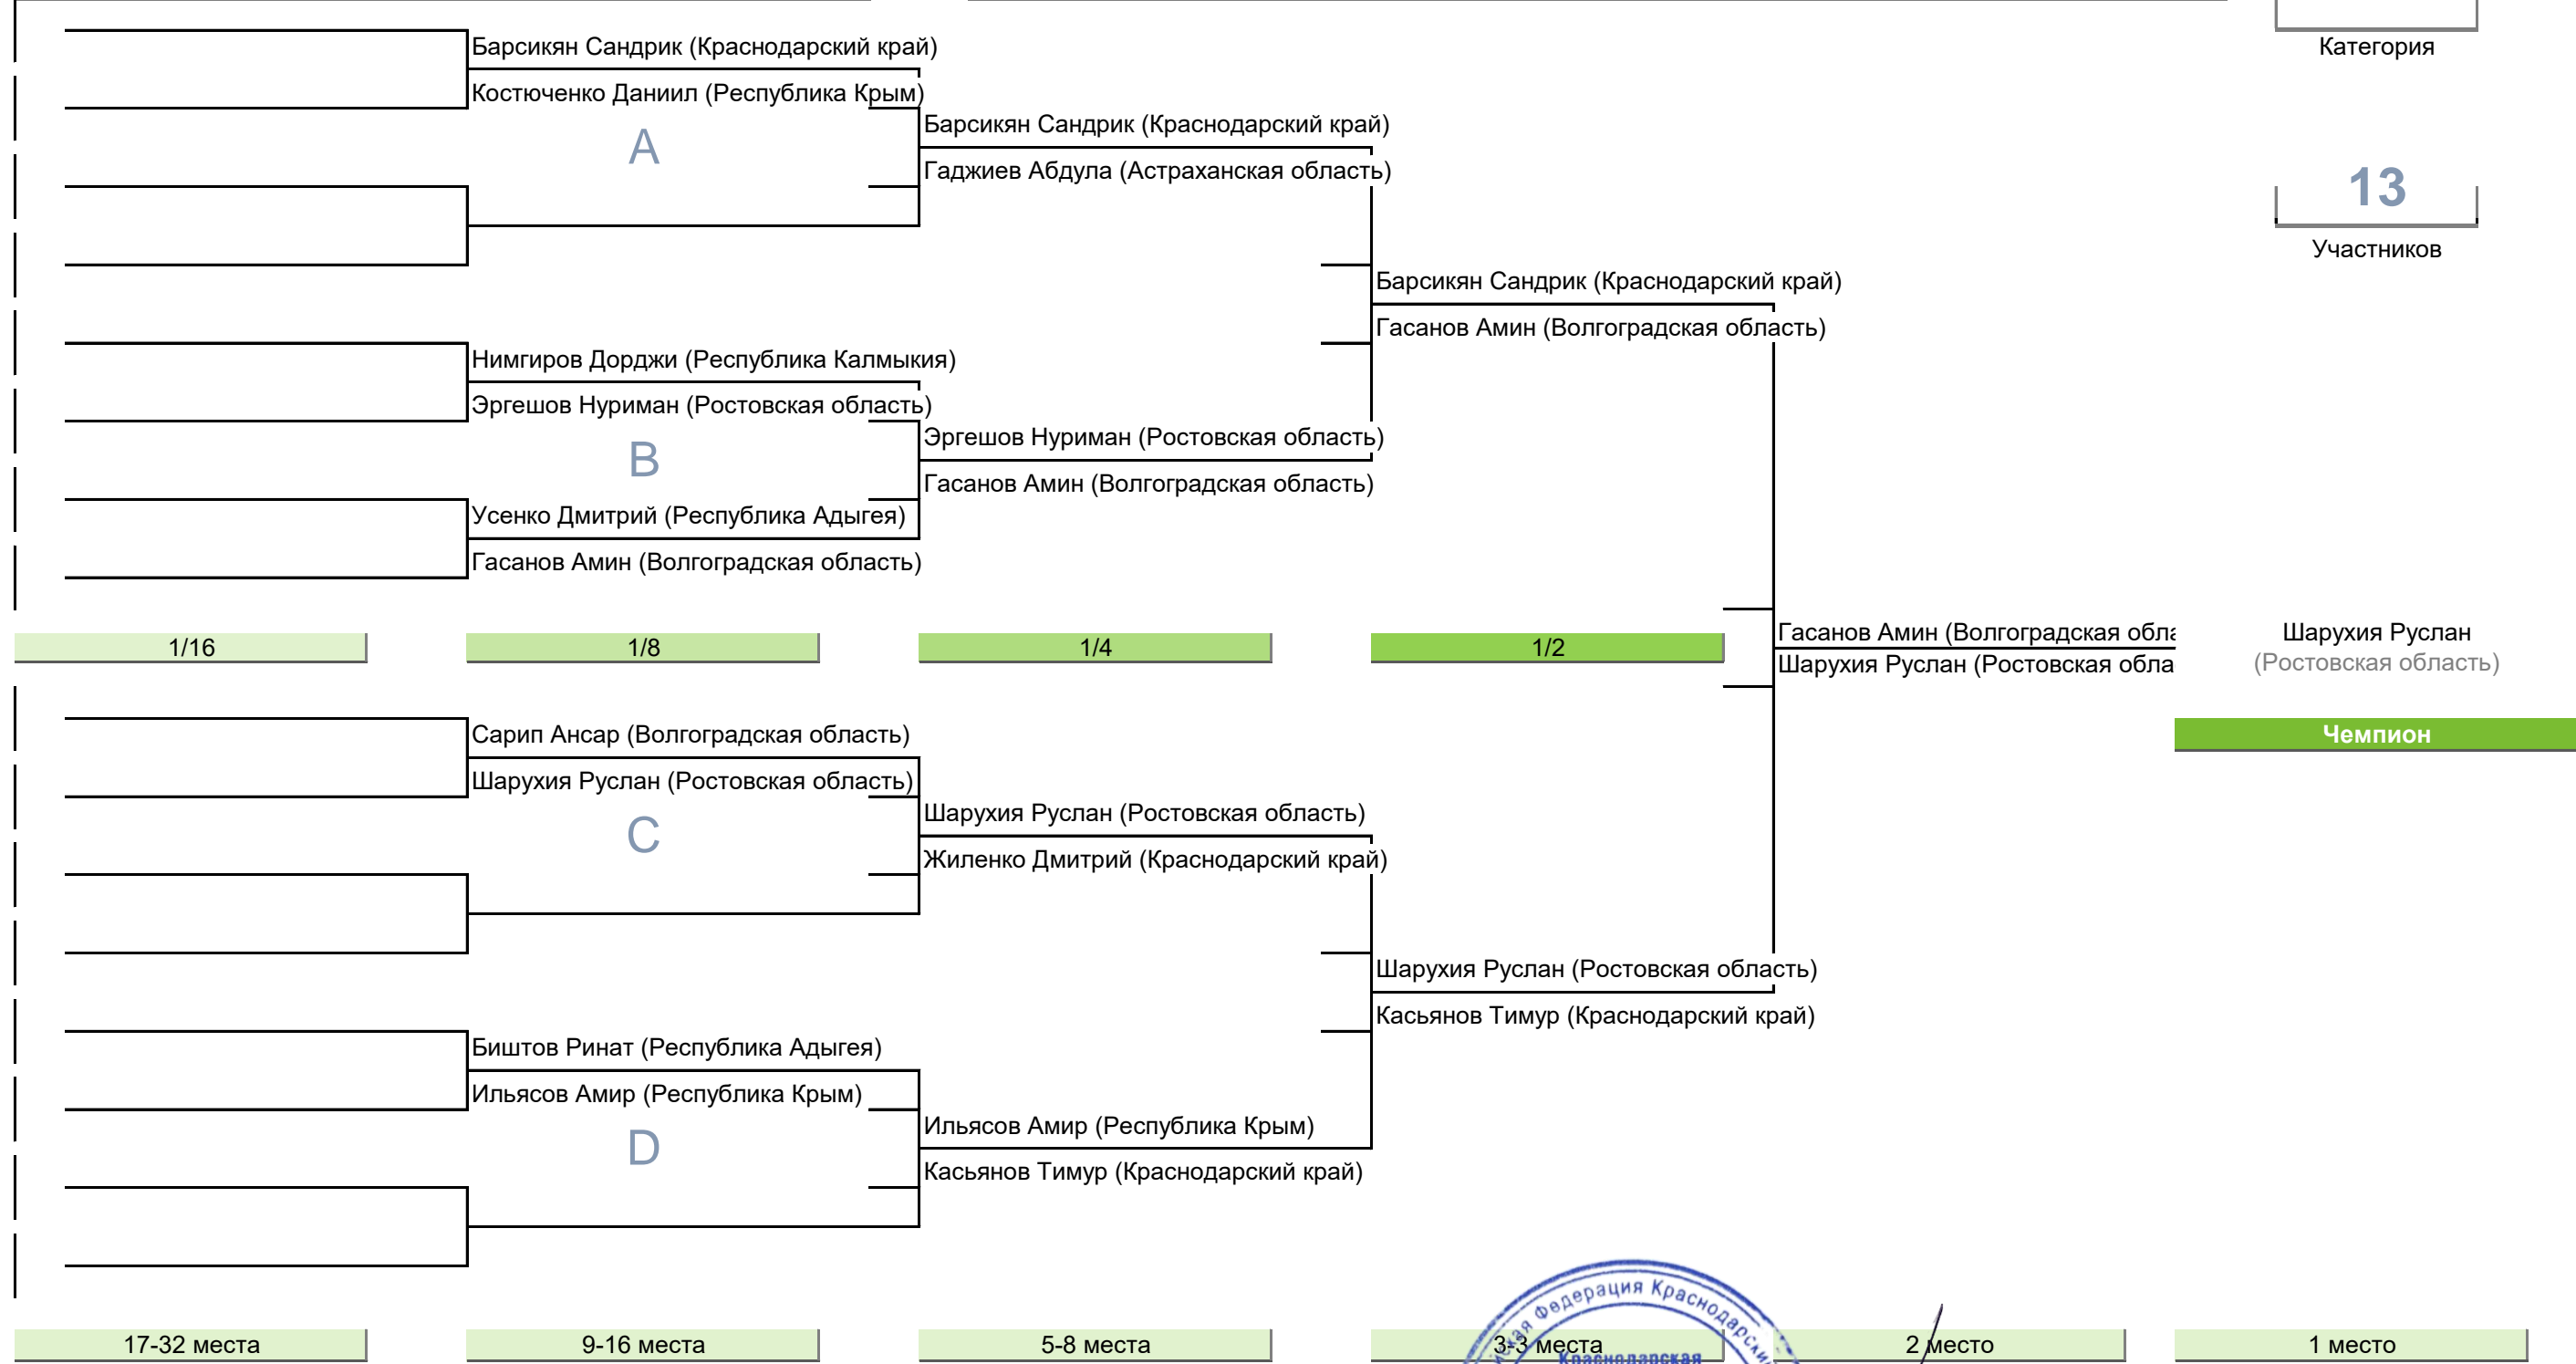 Барсикян Сандрик (Краснодарский край)
Категория
Костюченко Даниил (Республика Крым)
Барсикян Сандрик (Краснодарский край)
A
Гаджиев Абдула (Астраханская область)
13
Участников
Барсикян Сандрик (Краснодарский край)
Гасанов Амин (Волгоградская область)
Нимгиров Дорджи (Республика Калмыкия)
Эргешов Нуриман (Ростовская область)
Эргешов Нуриман (Ростовская область)
B
Гасанов Амин (Волгоградская область)
Усенко Дмитрий (Республика Адыгея)
Гасанов Амин (Волгоградская область)
1/16 1/8 1/4 1/2
Гасанов Амин (Волгоградская обла
Шарухия Руслан (Ростовская обла
Шарухия Руслан
(Ростовская область)
Чемпион
Сарип Ансар (Волгоградская область)
Шарухия Руслан (Ростовская область)
Шарухия Руслан (Ростовская область)
C
Жиленко Дмитрий (Краснодарский край)
Шарухия Руслан (Ростовская область)
Касьянов Тимур (Краснодарский край)
Биштов Ринат (Республика Адыгея)
Ильясов Амир (Республика Крым)
Ильясов Амир (Республика Крым)
D
Касьянов Тимур (Краснодарский край)
Федерация Краснодарски
17-32 места 9-16 места 5-8 места 3-3 места 2 место 1 место
Краснодарская